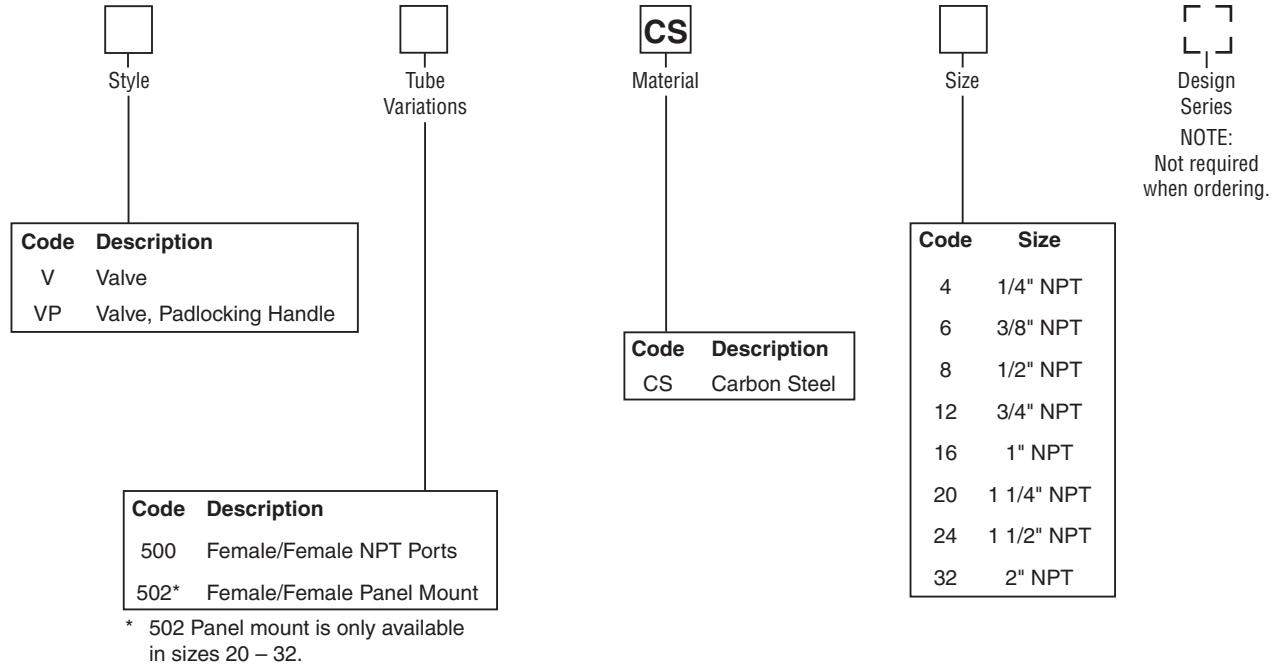 CS
Style
Tube
Variations
Material
Size
Design
Series
NOTE:
Not required
when ordering.
Code Description
V Valve
VP Valve, Padlocking Handle
Code Description
500 Female/Female NPT Ports
502* Female/Female Panel Mount
* 502 Panel mount is only available
in sizes 20 – 32.
Code Description
CS Carbon Steel
Code Size
4 1/4" NPT
6 3/8" NPT
8 1/2" NPT
12 3/4" NPT
16 1" NPT
20 1 1/4" NPT
24 1 1/2" NPT
32 2" NPT